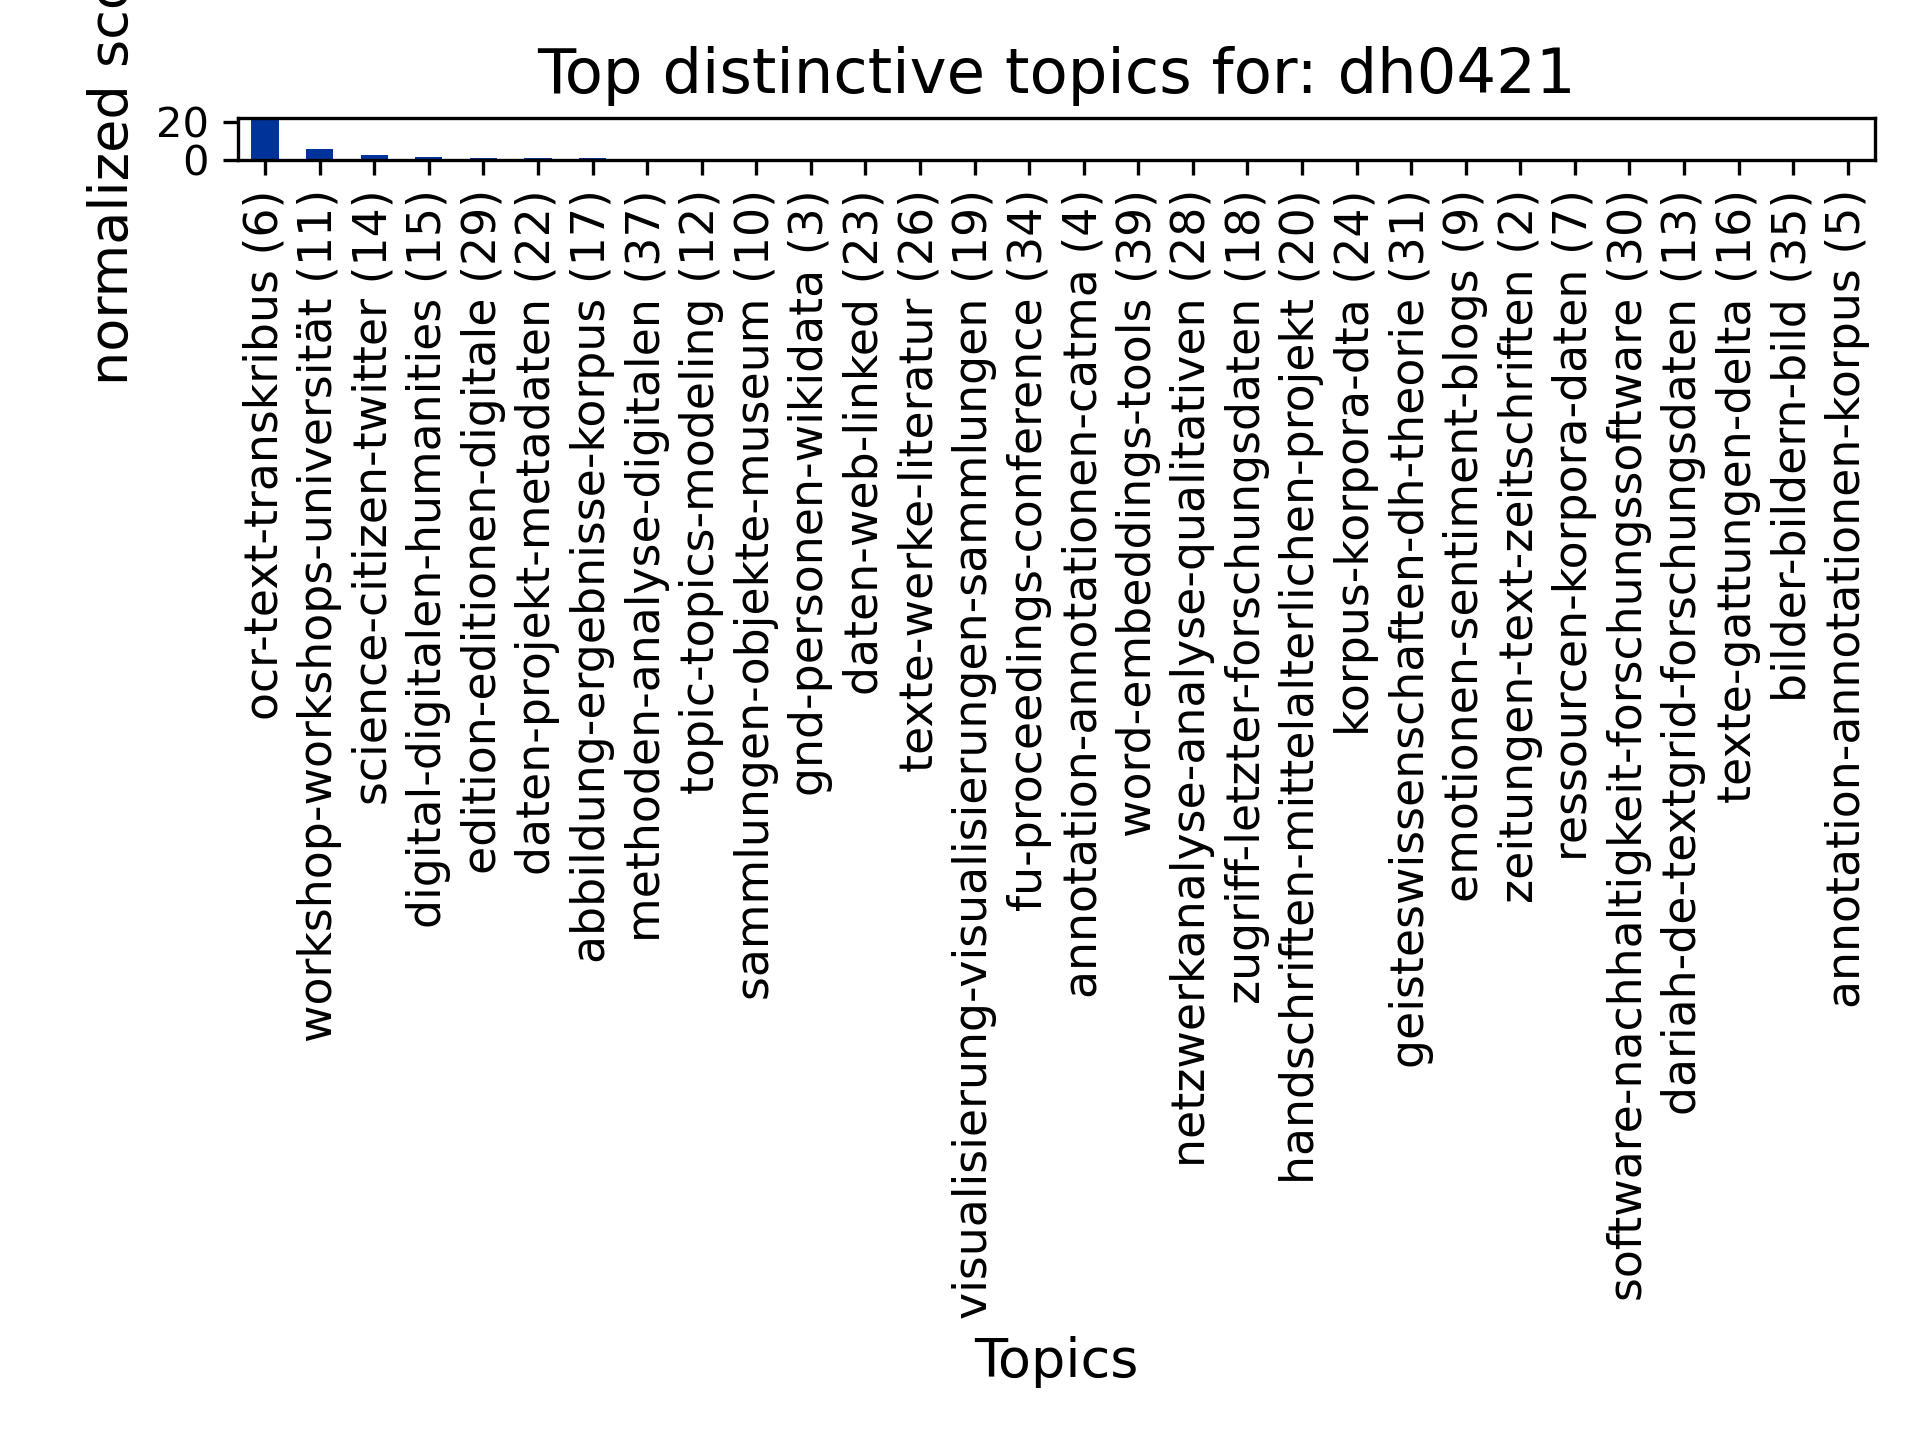 Top distinctive topics for: dh0421
normalized sco
20
0
ocr-text-transkribus (6)
workshop-workshops-universität (11)
science-citizen-twitter (14)
digital-digitalen-humanities (15)
edition-editionen-digitale (29)
daten-projekt-metadaten (22)
abbildung-ergebnisse-korpus (17)
methoden-analyse-digitalen (37)
topic-topics-modeling (12)
sammlungen-objekte-museum (10)
gnd-personen-wikidata (3)
daten-web-linked (23)
texte-werke-literatur (26)
visualisierung-visualisierungen-sammlungen (19)
fu-proceedings-conference (34)
annotation-annotationen-catma (4)
word-embeddings-tools (39)
netzwerkanalyse-analyse-qualitativen (28)
zugriff-letzter-forschungsdaten (18)
handschriften-mittelalterlichen-projekt (20)
korpus-korpora-dta (24)
geisteswissenschaften-dh-theorie (31)
emotionen-sentiment-blogs (9)
zeitungen-text-zeitschriften (2)
ressourcen-korpora-daten (7)
software-nachhaltigkeit-forschungssoftware (30)
dariah-de-textgrid-forschungsdaten (13)
texte-gattungen-delta (16)
bilder-bildern-bild (35)
annotation-annotationen-korpus (5)
Topics